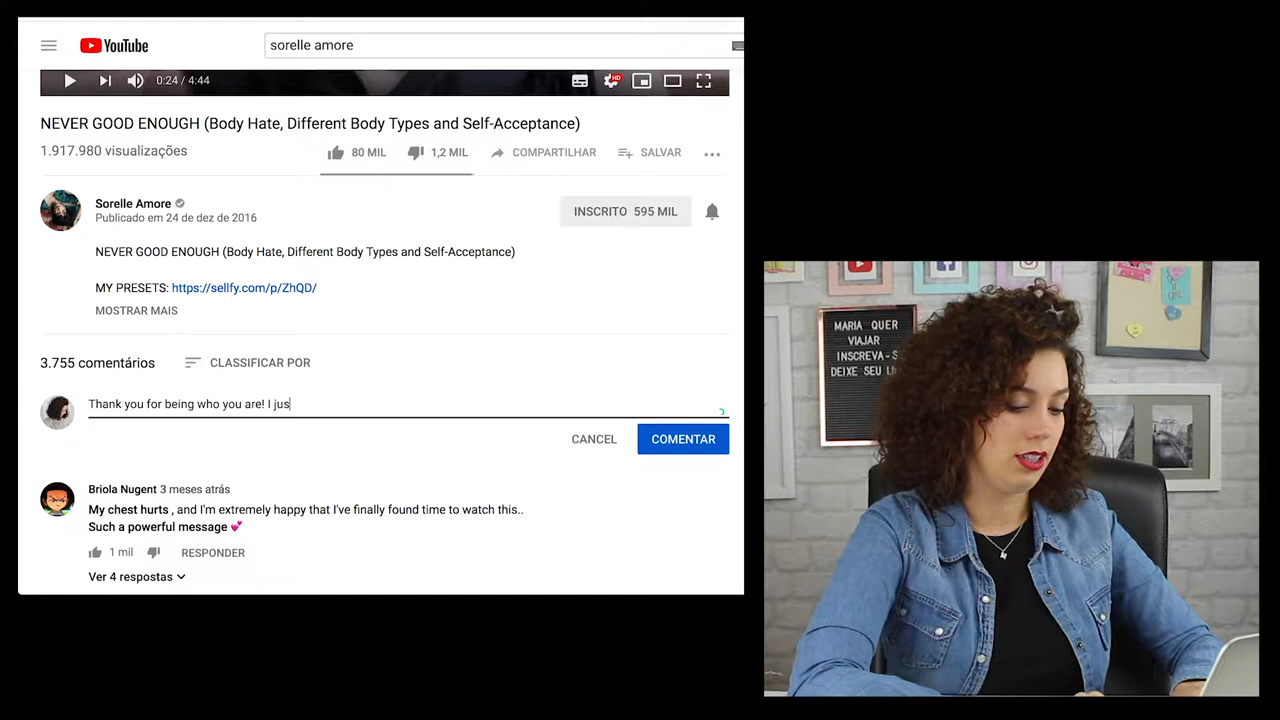 YouTube
sorelle amore
0:24 / 4:44
HD
NEVER GOOD ENOUGH (Body Hate, Different Body Types and Self-Acceptance)
1.917.980 visualizações
80 MIL
1,2 MIL
COMPARTILHAR
SALVAR
Sorelle Amore
Publicado em 24 de dez de 2016
INSCRITO 595 MIL
NEVER GOOD ENOUGH (Body Hate, Different Body Types and Self-Acceptance)
MY PRESETS: https://sellfy.com/p/ZhQD/
MOSTRAR MAIS
3.755 comentários
CLASSIFICAR POR
Thank you for being who you are! I jus
CANCEL
COMENTAR
Briola Nugent 3 meses atrás
My chest hurts , and I'm extremely happy that I've finally found time to watch this..
Such a powerful message 💕
1 mil
RESPONDER
Ver 4 respostas
MARIA QUER
VIAJAR
INSCREVA-S
DEIXE SEU LI